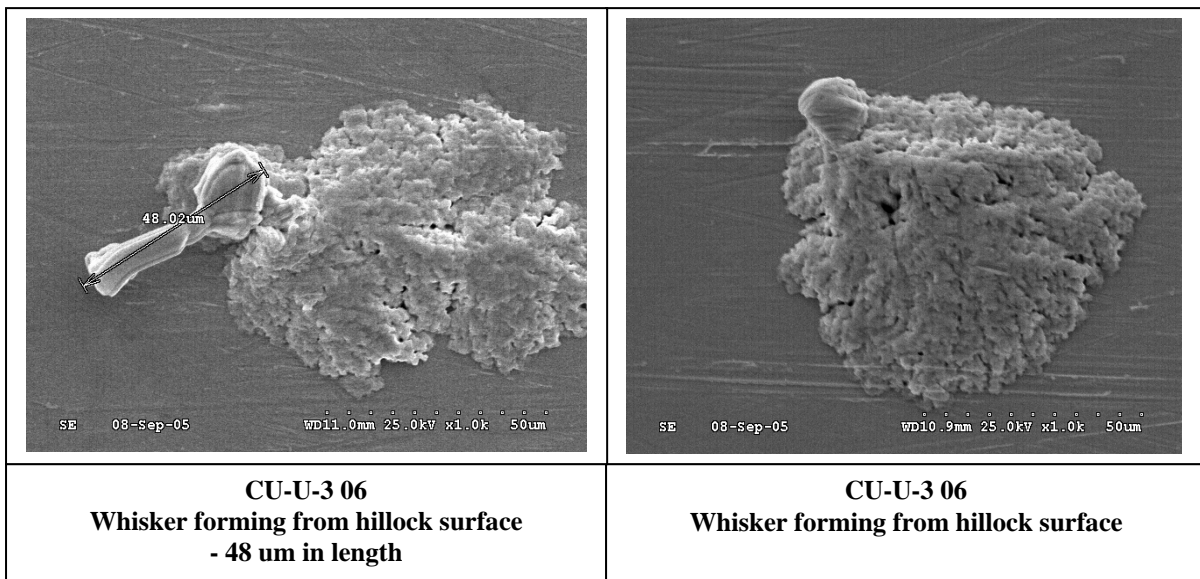 48.02um
SE 08-Sep-05 WD11.0mm 25.0kV x1.0k 50um
SE 08-Sep-05 WD10.9mm 25.0kV x1.0k 50um
CU-U-3 06
Whisker forming from hillock surface
- 48 um in length
CU-U-3 06
Whisker forming from hillock surface